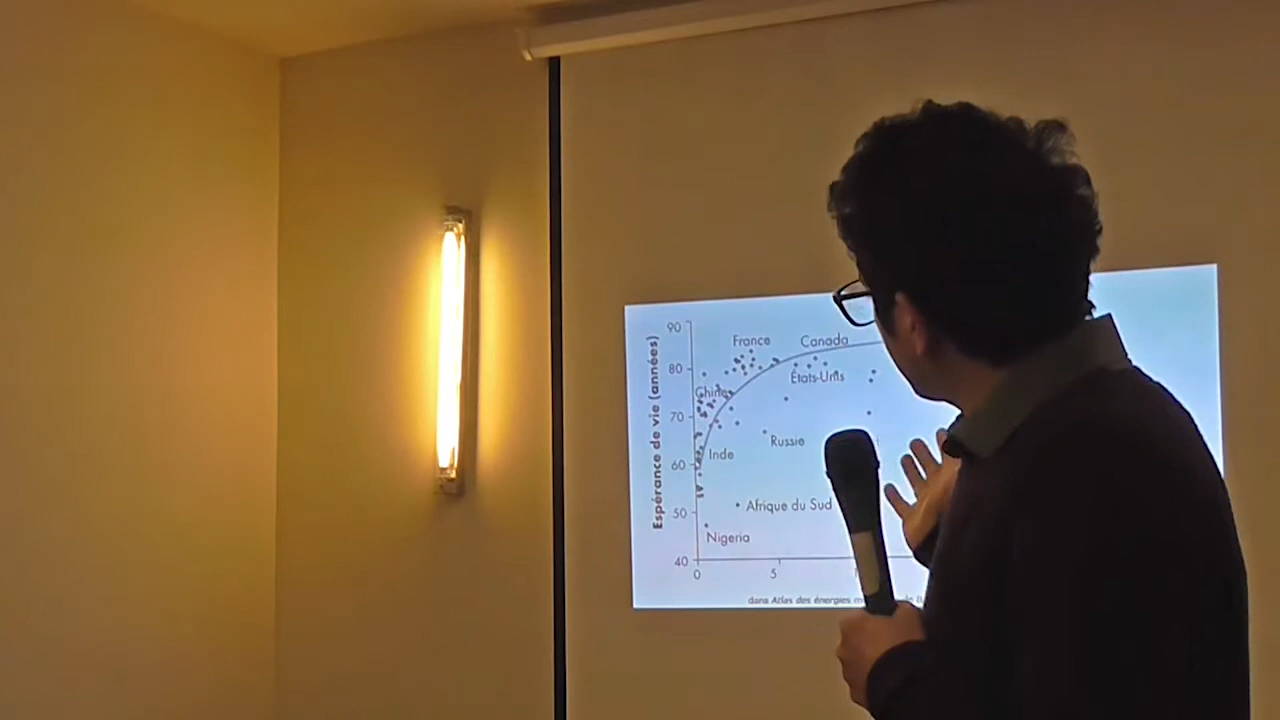 90
France
Canada
80
États-Unis
Chine
70
Russie
Inde
60
Espérance de vie (années)
50
Afrique du Sud
Nigeria
40
0
5
dans Atlas des énergies